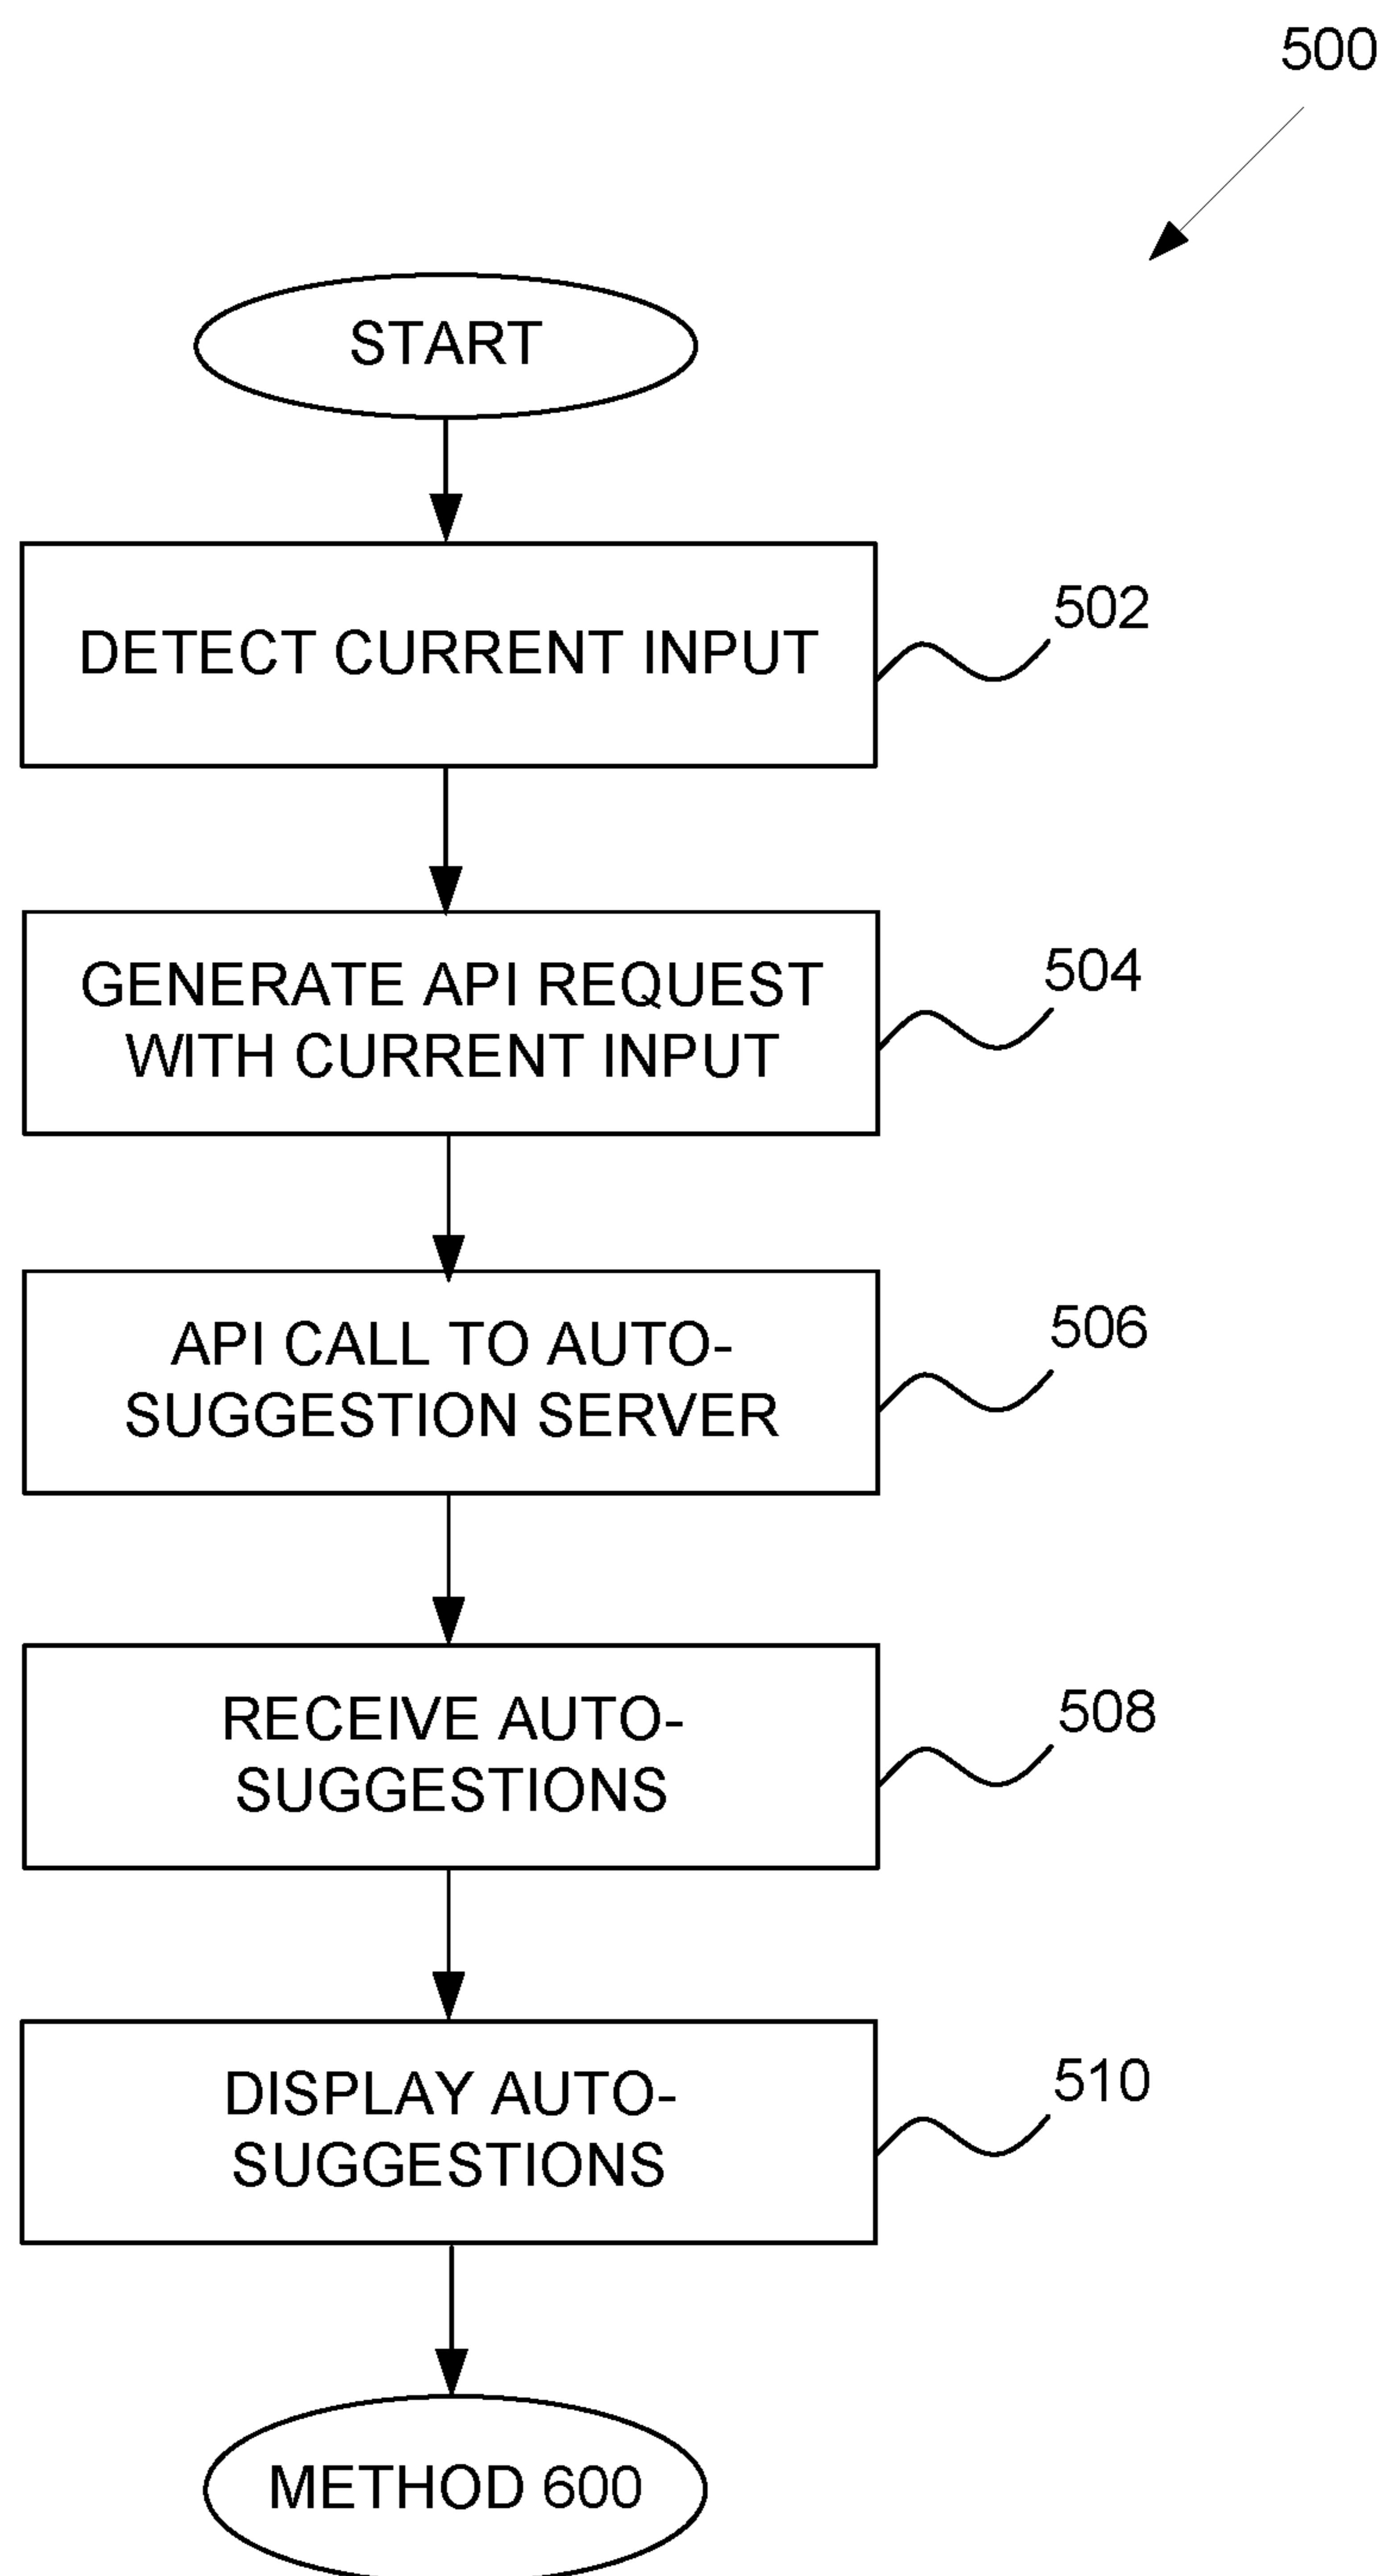 500
START
DETECT CURRENT INPUT
502
GENERATE API REQUEST
WITH CURRENT INPUT
504
API CALL TO AUTO-
SUGGESTION SERVER
506
RECEIVE AUTO-
SUGGESTIONS
508
DISPLAY AUTO-
SUGGESTIONS
510
METHOD 600